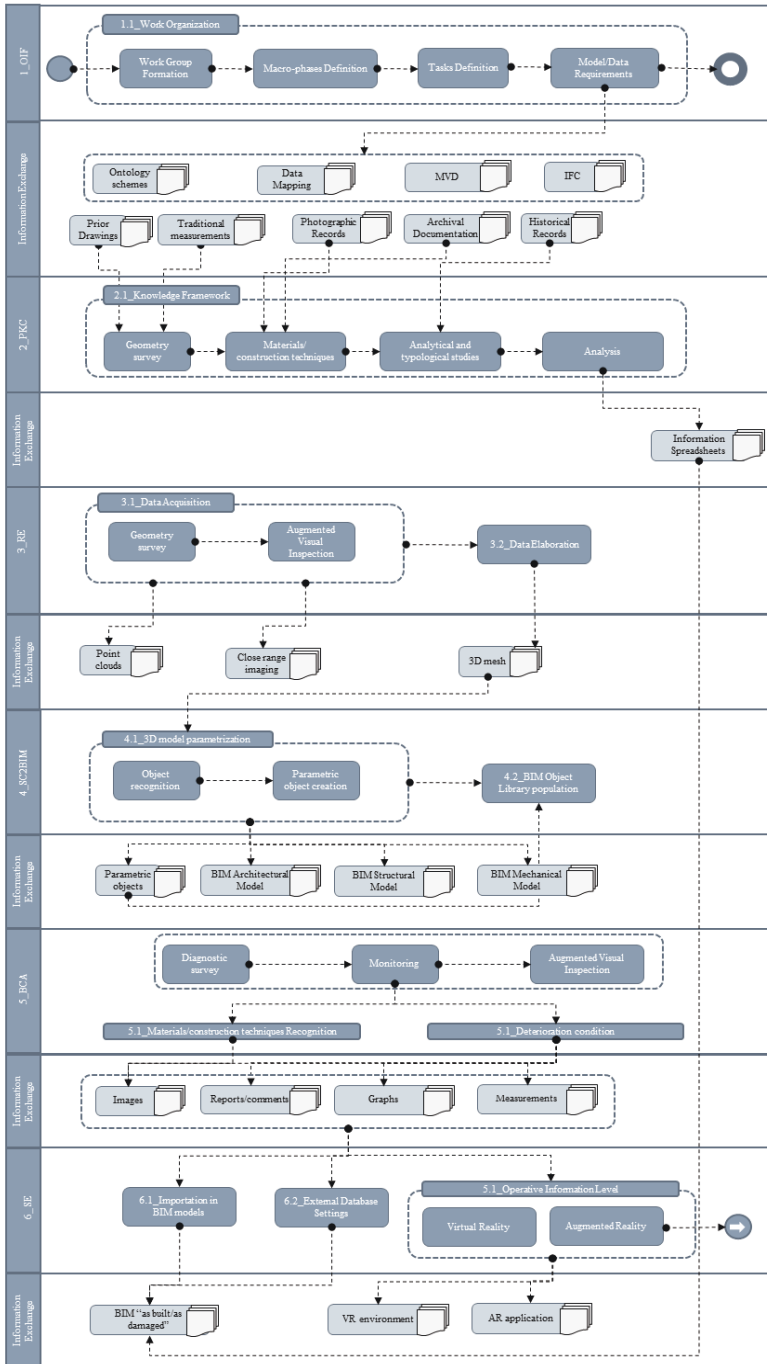 1_OIF
1.1_Work Organization
Work Group
Formation
Macro-phases Definition
Tasks Definition
Model/Data
Requirements
Information Exchange
Ontology
schemes
Data
Mapping
MVD
IFC
Prior
Drawings
Traditional
measurements
Photographic
Records
Archival
Documentation
Historical
Records
2_PKC
2.1_Knowledge Framework
Geometry
survey
Materials/
construction techniques
Analytical and
typological studies
Analysis
Information
Exchange
Information
Spreadsheets
3_RE
3.1_Data Acquisition
Geometry
survey
Augmented
Visual
Inspection
3.2_Data Elaboration
Information
Exchange
Point
clouds
Close range
imaging
3D mesh
4_SC2BIM
4.1_3D model parametrization
Object
recognition
Parametric
object creation
4.2_BIM Object
Library population
Information
Exchange
Parametric
objects
BIM Architectural
Model
BIM Structural
Model
BIM Mechanical
Model
5_BCA
Diagnostic
survey
Monitoring
Augmented Visual
Inspection
5.1_Materials/construction techniques Recognition
5.1_Deterioration condition
Information
Exchange
Images
Reports/comments
Graphs
Measurements
6_SE
6.1_Importation in
BIM models
6.2_External Database
Settings
5.1_Operative Information Level
Virtual Reality
Augmented Reality
Information
Exchange
BIM “as built/as
damaged”
VR environment
AR application